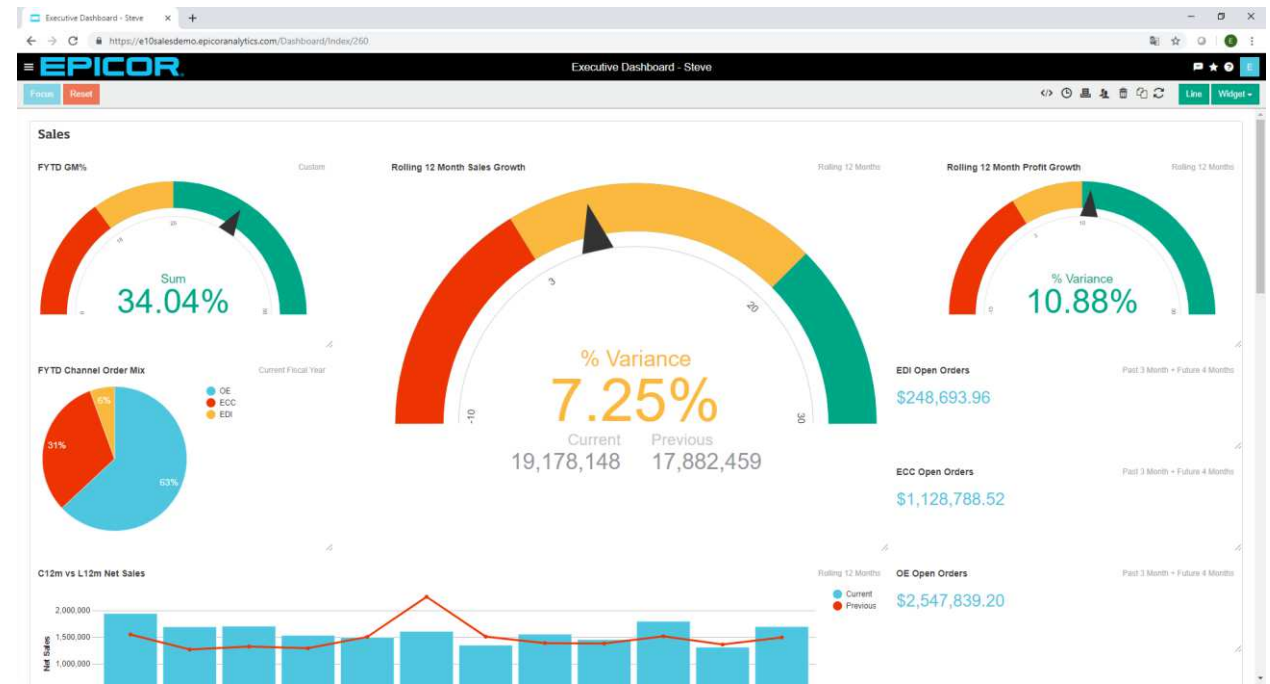 Executive Dashboard - Steve
https://e10salesdemo.epicoranalytics.com/Dashboard/Index/260
EPICOR
Executive Dashboard - Steve
E
Focus Reset
Line Widget
Sales
FYTD GM%
Custom
Sum
34.04%
Rolling 12 Month Sales Growth
Rolling 12 Months
-10
3
20
30
% Variance
7.25%
Current Previous
19,178,148 17,882,459
Rolling 12 Month Profit Growth
Rolling 12 Months
0
10
% Variance
10.88%
FYTD Channel Order Mix
Current Fiscal Year
OE
ECC
EDI
6%
31%
63%
EDI Open Orders
Past 3 Month + Future 4 Months
$248,693.96
ECC Open Orders
Past 3 Month + Future 4 Months
$1,128,788.52
C12m vs L12m Net Sales
Rolling 12 Months
Current
Previous
2,000,000
1,500,000
1,000,000
Net Sales
OE Open Orders
Past 3 Month + Future 4 Months
$2,547,839.20